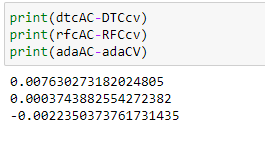 print(dtcAC-DTCcv)
print(rfcAC-RFCcv)
print(adaAC-adaCV)
0.007630273182024805
0.0003743882554272382
-0.0022350373761731435